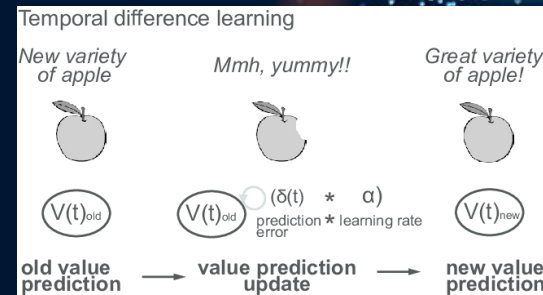 Temporal difference learning
New variety
of apple
Mmh, yummy!!
Great variety
of apple!
V(t)old
V(t)old
(δ(t) * α)
prediction * learning rate
error
V(t)new
old value
prediction
value prediction
update
new value
prediction